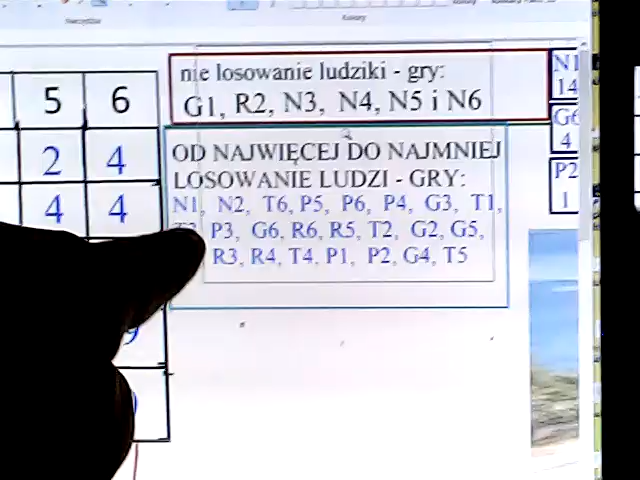 5 6
2 4
4 4
nie losowanie ludziki - gry:
G1, R2, N3, N4, N5 i N6
OD NAJWIĘCEJ DO NAJMNIEJ
LOSOWANIE LUDZI - GRY:
N1, N2, T6, P5, P6, P4, G3, T1,
P3, G6, R6, R5, T2, G2, G5,
R3, R4, T4, P1, P2, G4, T5
N1
14
G6
4
P2
1